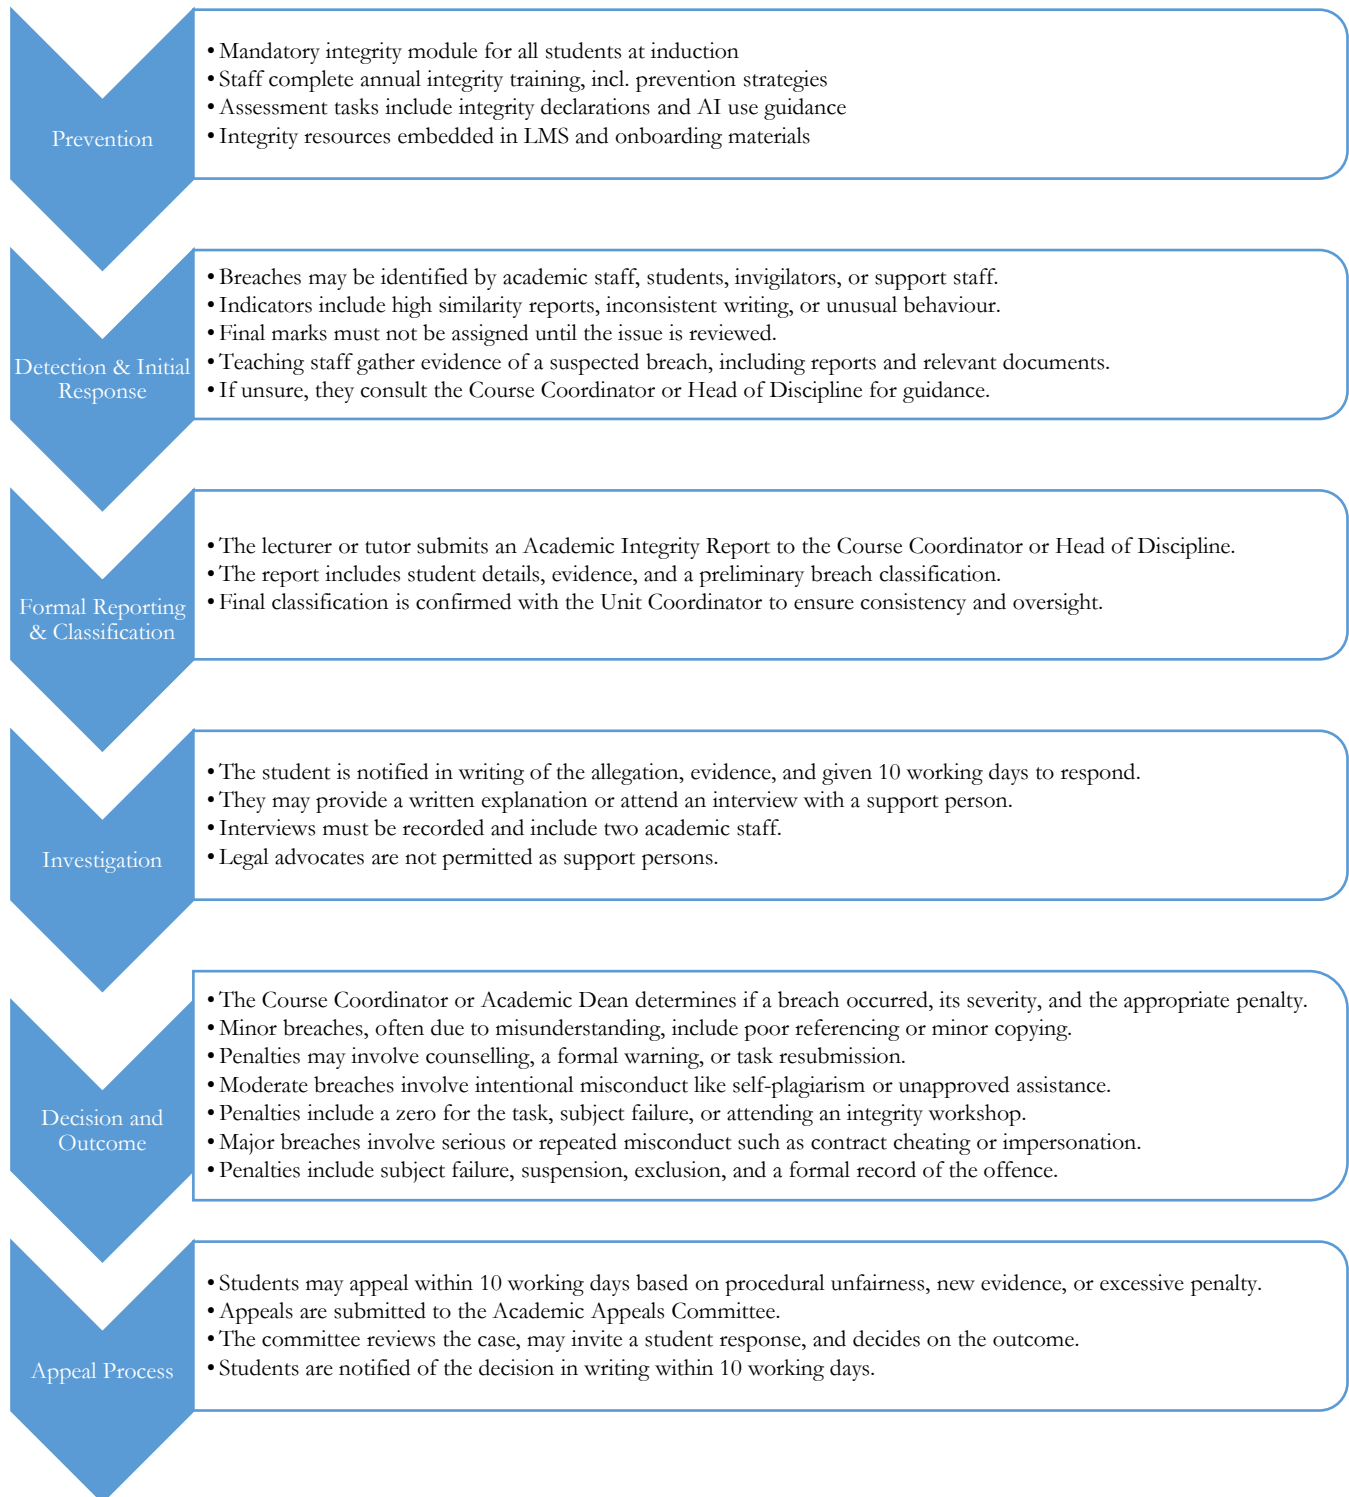 Prevention
• Mandatory integrity module for all students at induction
• Staff complete annual integrity training, incl. prevention strategies
• Assessment tasks include integrity declarations and AI use guidance
• Integrity resources embedded in LMS and onboarding materials
Detection & Initial
Response
• Breaches may be identified by academic staff, students, invigilators, or support staff.
• Indicators include high similarity reports, inconsistent writing, or unusual behaviour.
• Final marks must not be assigned until the issue is reviewed.
• Teaching staff gather evidence of a suspected breach, including reports and relevant documents.
• If unsure, they consult the Course Coordinator or Head of Discipline for guidance.
Formal Reporting
& Classification
• The lecturer or tutor submits an Academic Integrity Report to the Course Coordinator or Head of Discipline.
• The report includes student details, evidence, and a preliminary breach classification.
• Final classification is confirmed with the Unit Coordinator to ensure consistency and oversight.
Investigation
• The student is notified in writing of the allegation, evidence, and given 10 working days to respond.
• They may provide a written explanation or attend an interview with a support person.
• Interviews must be recorded and include two academic staff.
• Legal advocates are not permitted as support persons.
Decision and
Outcome
• The Course Coordinator or Academic Dean determines if a breach occurred, its severity, and the appropriate penalty.
• Minor breaches, often due to misunderstanding, include poor referencing or minor copying.
• Penalties may involve counselling, a formal warning, or task resubmission.
• Moderate breaches involve intentional misconduct like self-plagiarism or unapproved assistance.
• Penalties include a zero for the task, subject failure, or attending an integrity workshop.
• Major breaches involve serious or repeated misconduct such as contract cheating or impersonation.
• Penalties include subject failure, suspension, exclusion, and a formal record of the offence.
Appeal Process
• Students may appeal within 10 working days based on procedural unfairness, new evidence, or excessive penalty.
• Appeals are submitted to the Academic Appeals Committee.
• The committee reviews the case, may invite a student response, and decides on the outcome.
• Students are notified of the decision in writing within 10 working days.